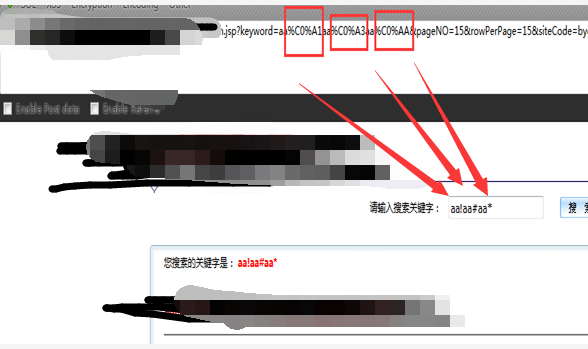 SQL XSS Encryption Encoding Other
.jsp?keyword=aa%C0%A1aa%C0%A3aa%C0%AA&pageNO=15&rowPerPage=15&siteCode=by
Enable Post data Enable Referrer
请输入搜索关键字： aa!aa#aa* 搜
您搜索的关键字是： aa!aa#aa*